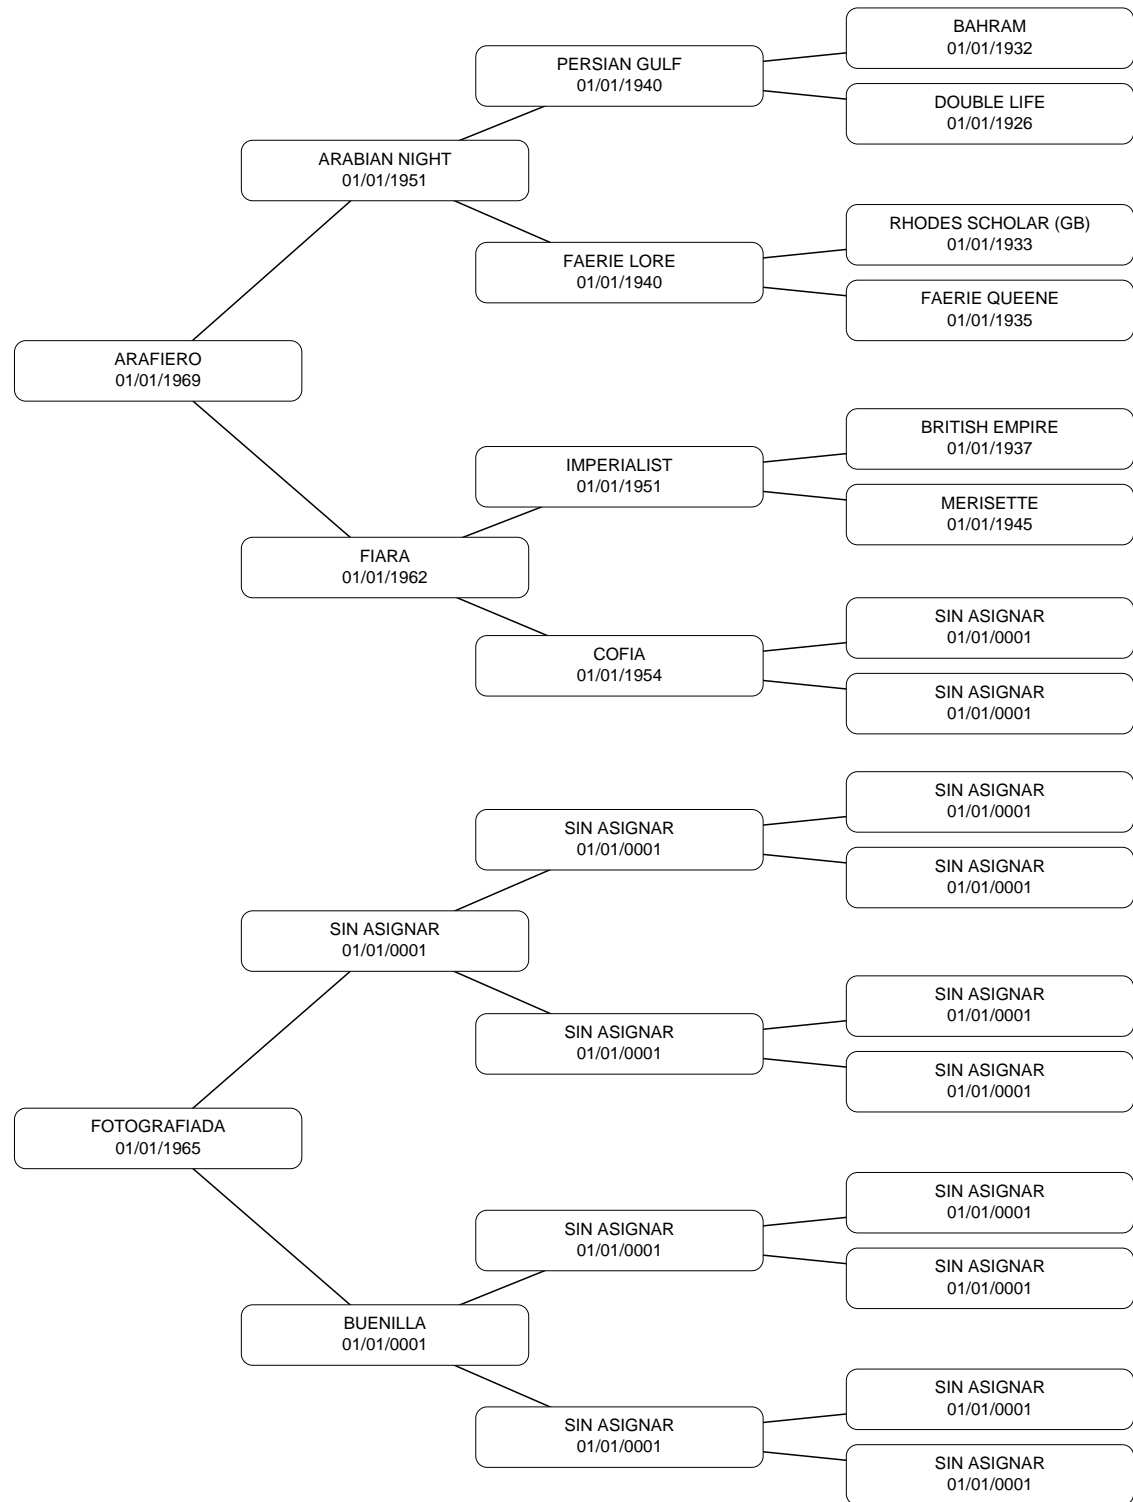 BAHRAM
01/01/1932
PERSIAN GULF
01/01/1940
DOUBLE LIFE
01/01/1926
ARABIAN NIGHT
01/01/1951
RHODES SCHOLAR (GB)
01/01/1933
FAERIE LORE
01/01/1940
FAERIE QUEENE
01/01/1935
ARAFIERO
01/01/1969
BRITISH EMPIRE
01/01/1937
IMPERIALIST
01/01/1951
MERISETTE
01/01/1945
FIARA
01/01/1962
SIN ASIGNAR
01/01/0001
COFIA
01/01/1954
SIN ASIGNAR
01/01/0001
SIN ASIGNAR
01/01/0001
SIN ASIGNAR
01/01/0001
SIN ASIGNAR
01/01/0001
SIN ASIGNAR
01/01/0001
SIN ASIGNAR
01/01/0001
SIN ASIGNAR
01/01/0001
SIN ASIGNAR
01/01/0001
FOTOGRAFIADA
01/01/1965
SIN ASIGNAR
01/01/0001
SIN ASIGNAR
01/01/0001
SIN ASIGNAR
01/01/0001
BUENILLA
01/01/0001
SIN ASIGNAR
01/01/0001
SIN ASIGNAR
01/01/0001
SIN ASIGNAR
01/01/0001